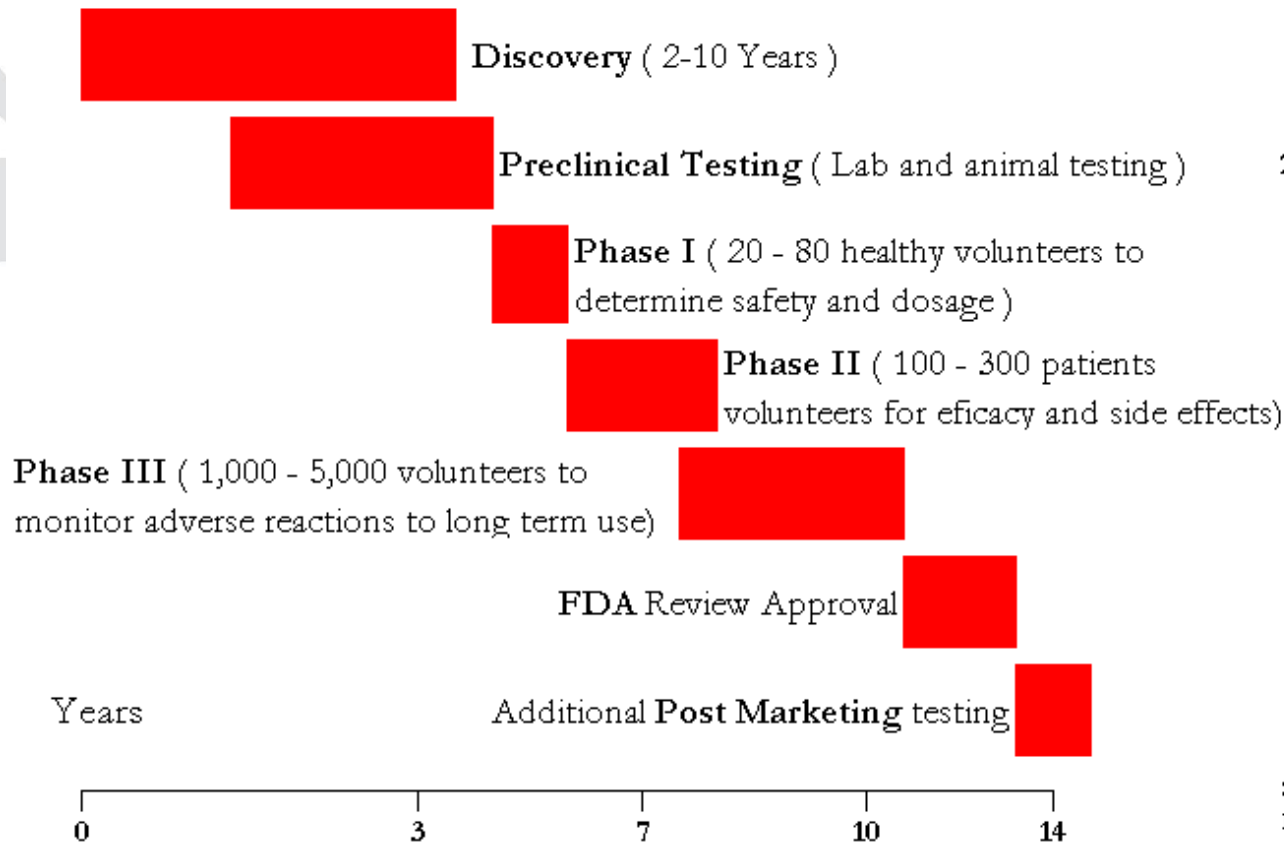 Discovery ( 2-10 Years )
Preclinical Testing ( Lab and animal testing )
Phase I ( 20 - 80 healthy volunteers to
determine safety and dosage )
Phase II ( 100 - 300 patients
volunteers for eficacy and side effects)
Phase III ( 1,000 - 5,000 volunteers to
monitor adverse reactions to long term use)
FDA Review Approval
Years
Additional Post Marketing testing
0 3 7 10 14